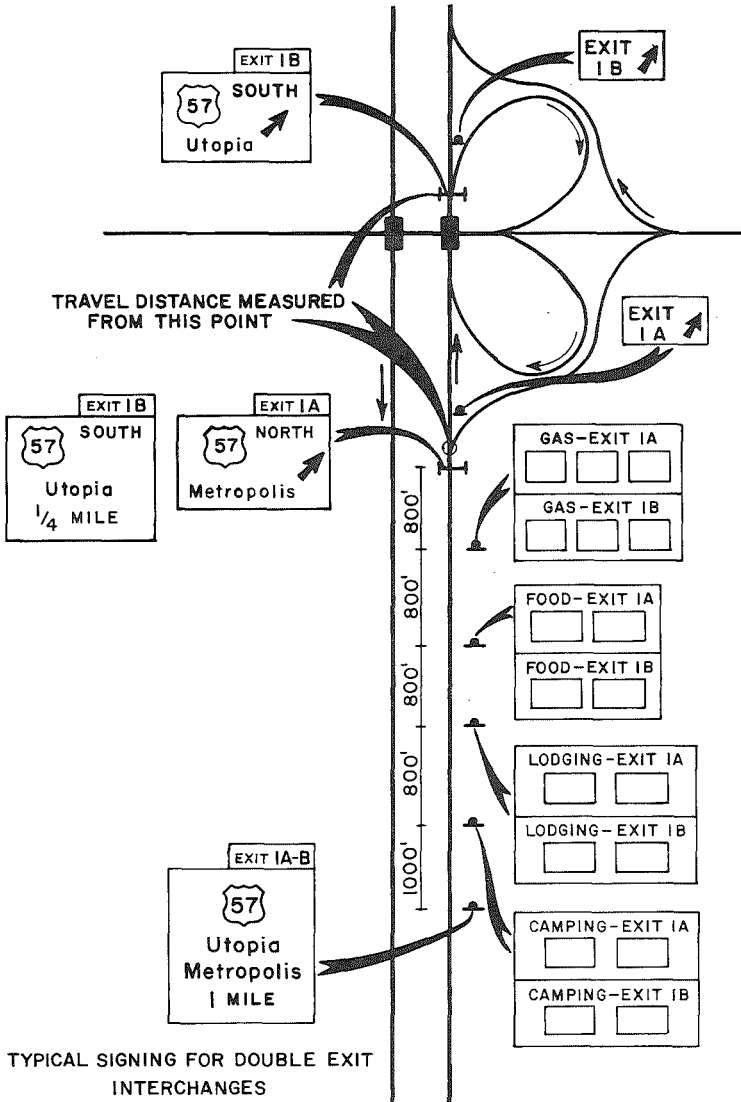 EXIT 1B
57 SOUTH
Utopia
EXIT
1B
TRAVEL DISTANCE MEASURED
FROM THIS POINT
EXIT
1A
EXIT 1B
57 SOUTH
Utopia
1/4 MILE
EXIT 1A
57 NORTH
Metropolis
800'
800'
800'
800'
1000'
GAS-EXIT 1A
GAS-EXIT 1B
FOOD-EXIT 1A
FOOD-EXIT 1B
LODGING-EXIT 1A
LODGING-EXIT 1B
CAMPING-EXIT 1A
CAMPING-EXIT 1B
EXIT 1A-B
57
Utopia
Metropolis
1 MILE
TYPICAL SIGNING FOR DOUBLE EXIT
INTERCHANGES